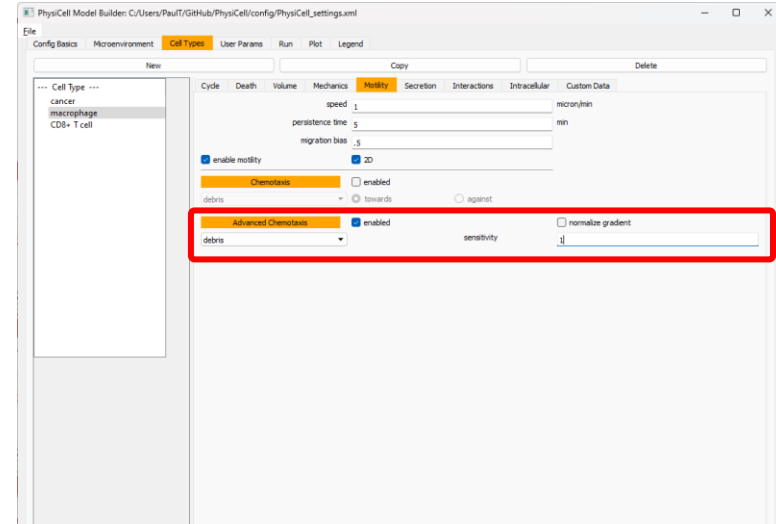 PhysiCell Model Builder: C:/Users/PaulT/GitHub/PhysiCell/config/PhysiCell_settings.xml
File
Config Basics Microenvironment Cell Types User Params Run Plot Legend
New Copy Delete
--- Cell Type ---
cancer
macrophage
CD8+ T cell
Cycle Death Volume Mechanics Motility Secretion Interactions Intracellular Custom Data
speed 1 micron/min
persistence time 5 min
migration bias .5
enable motility 2D
Chemotaxis enabled
debris towards against
Advanced Chemotaxis enabled normalize gradient
debris sensitivity 1